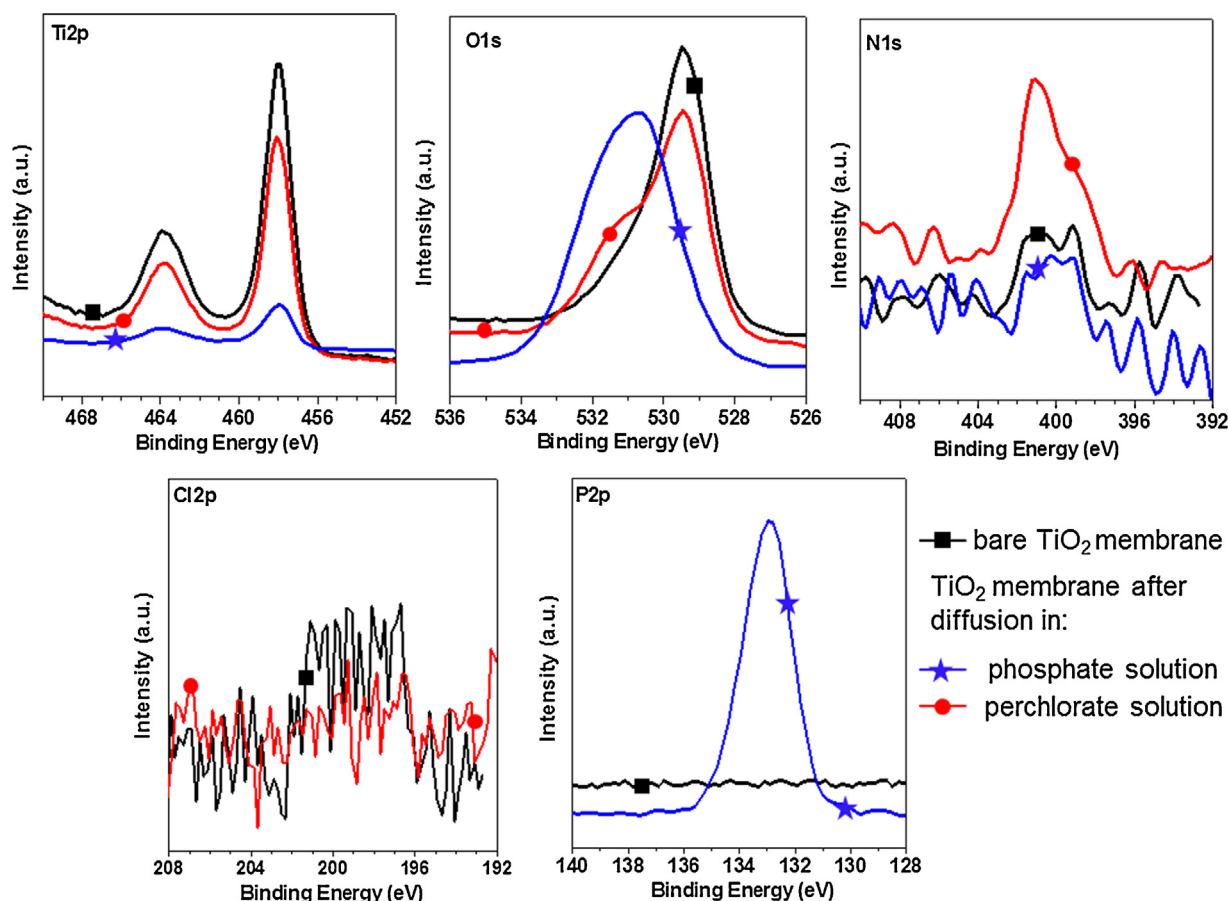 Ti2p
Intensity (a.u.)
468 464 460 456 452
Binding Energy (eV)
O1s
Intensity (a.u.)
536 534 532 530 528 526
Binding Energy (eV)
N1s
Intensity (a.u.)
408 404 400 396 392
Binding Energy (eV)
Cl2p
Intensity (a.u.)
208 204 200 196 192
Binding Energy (eV)
P2p
Intensity (a.u.)
140 138 136 134 132 130 128
Binding Energy (eV)
bare TiO₂ membrane
TiO₂ membrane after
diffusion in:
phosphate solution
perchlorate solution